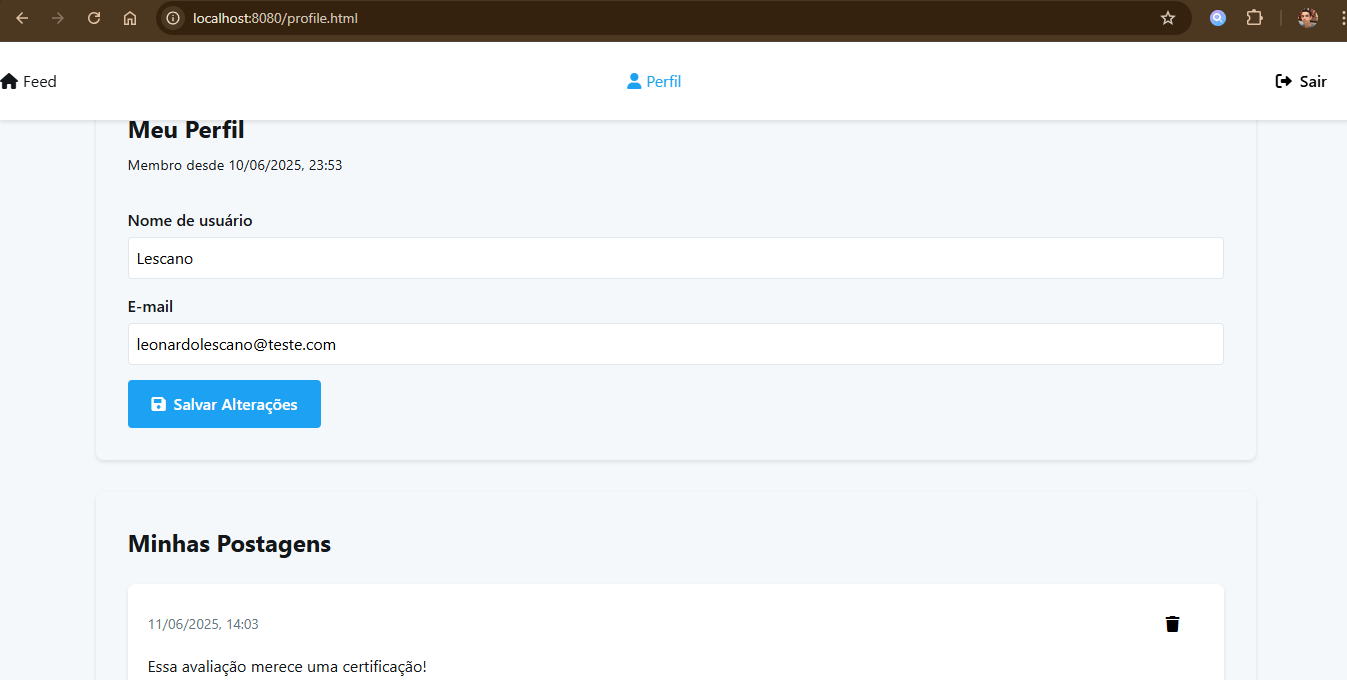 localhost:8080/profile.html
Feed
Perfil
Sair
Meu Perfil
Membro desde 10/06/2025, 23:53
Nome de usuário
Lescano
E-mail
leonardolescano@teste.com
Salvar Alterações
Minhas Postagens
11/06/2025, 14:03
Essa avaliação merece uma certificação!